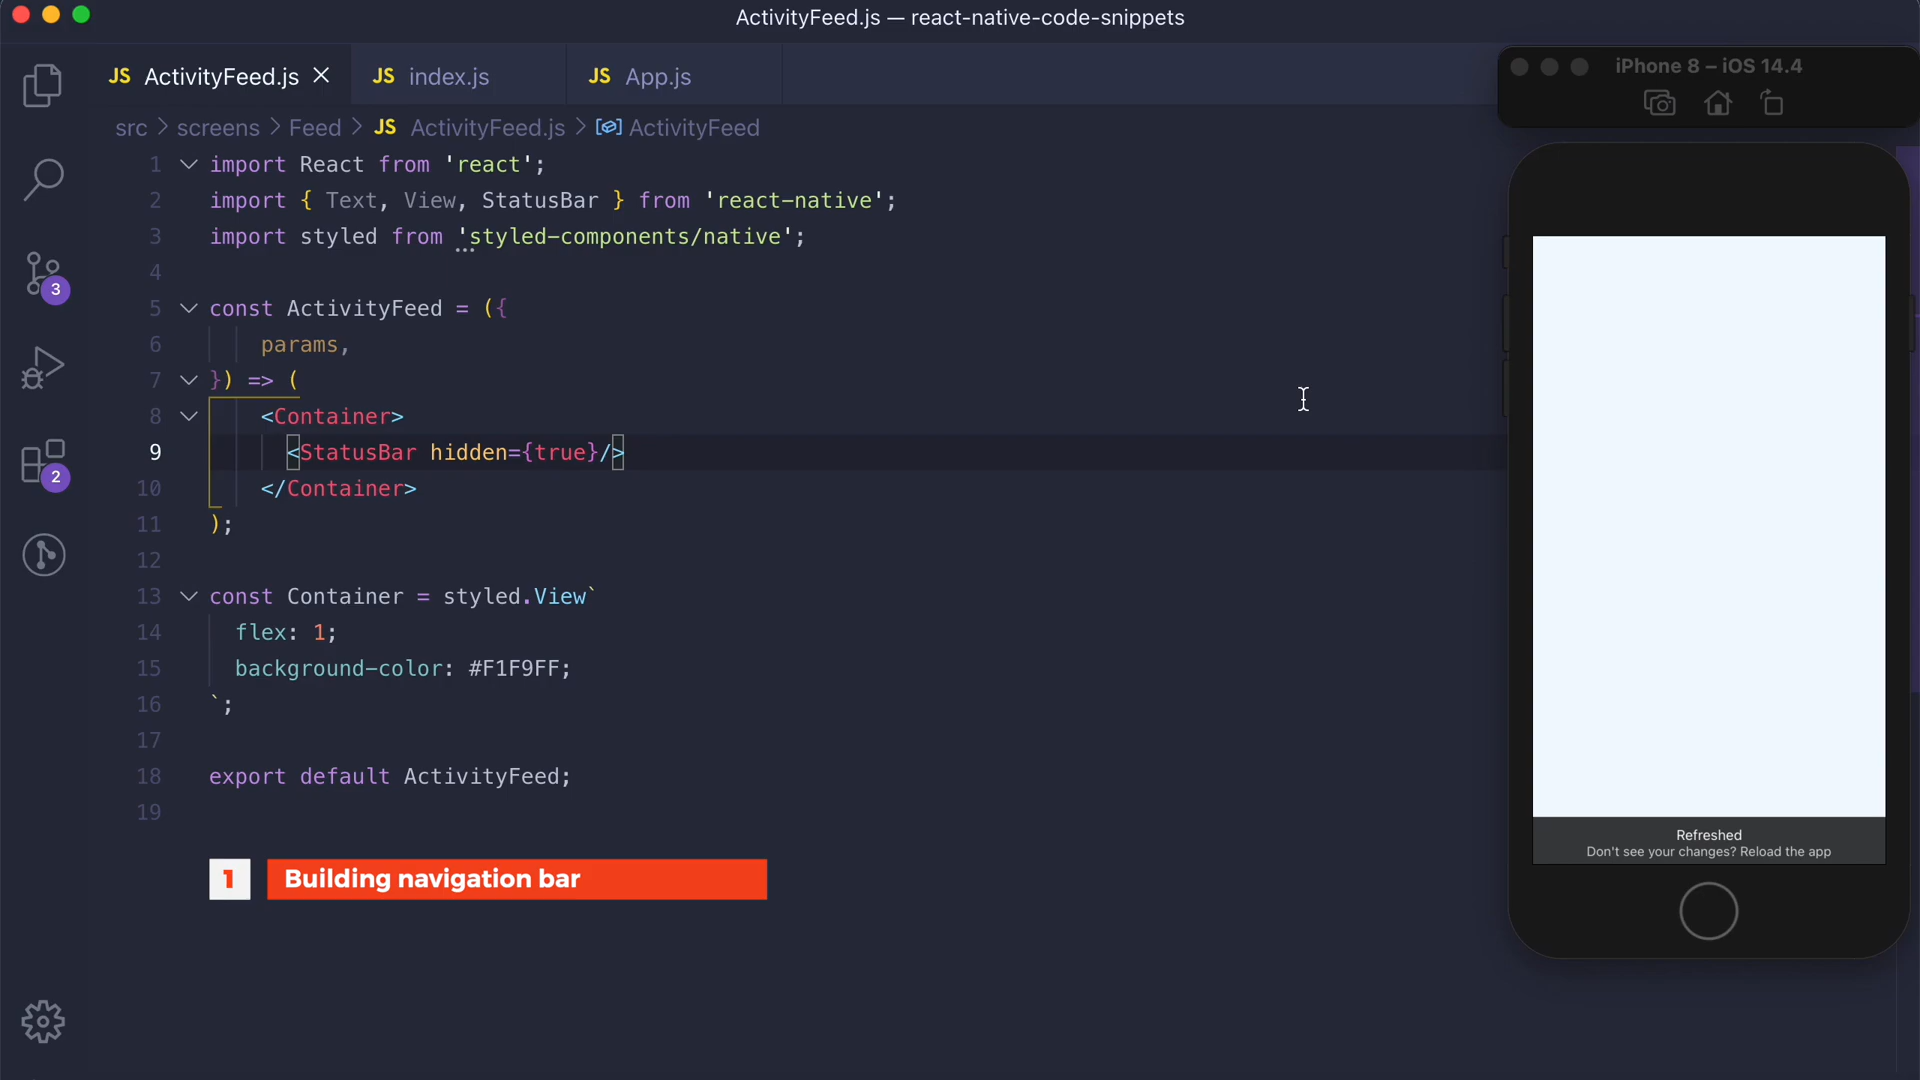 ActivityFeed.js — react-native-code-snippets
JS ActivityFeed.js
JS index.js
JS App.js
iPhone 8 – iOS 14.4
src > screens > Feed > JS ActivityFeed.js > ActivityFeed
1 import React from 'react';
2 import { Text, View, StatusBar } from 'react-native';
3 import styled from 'styled-components/native';
4
5 const ActivityFeed = ({
6 params,
7 }) => (
8 <Container>
9 <StatusBar hidden={true}/>
10 </Container>
11 );
12
13 const Container = styled.View`
14 flex: 1;
15 background-color: #F1F9FF;
16 `;
17
18 export default ActivityFeed;
19
3
2
1 Building navigation bar
Refreshed
Don't see your changes? Reload the app